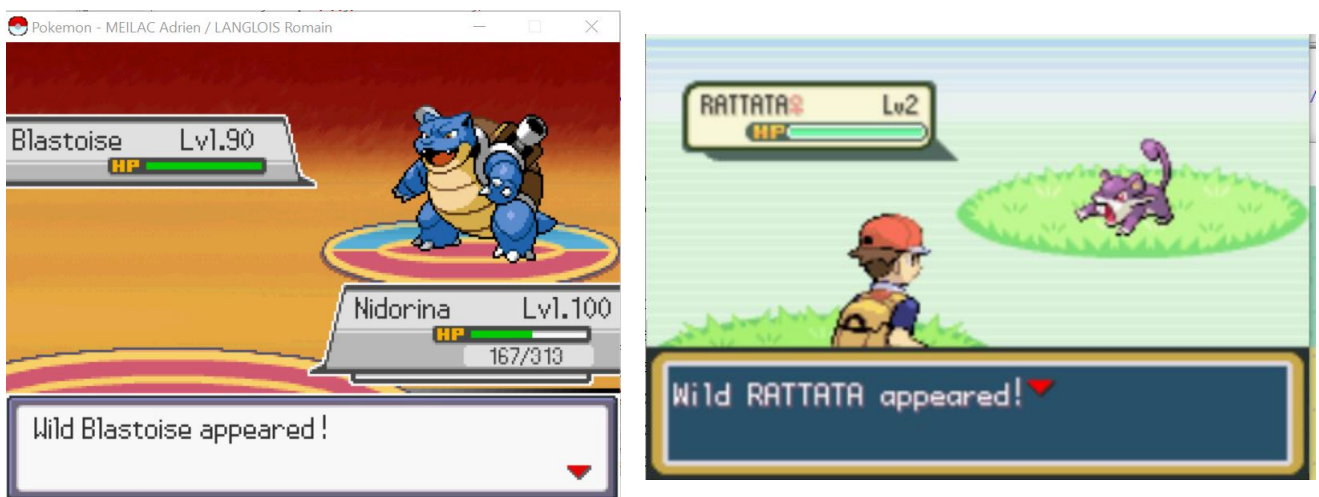 Pokemon - MEILAC Adrien / LANGLOIS Romain
Blastoise Lvl.90
HP
Nidorina Lvl.100
HP
167/313
Wild Blastoise appeared!
RATTATA♀ Lv2
HP
Wild RATTATA appeared!